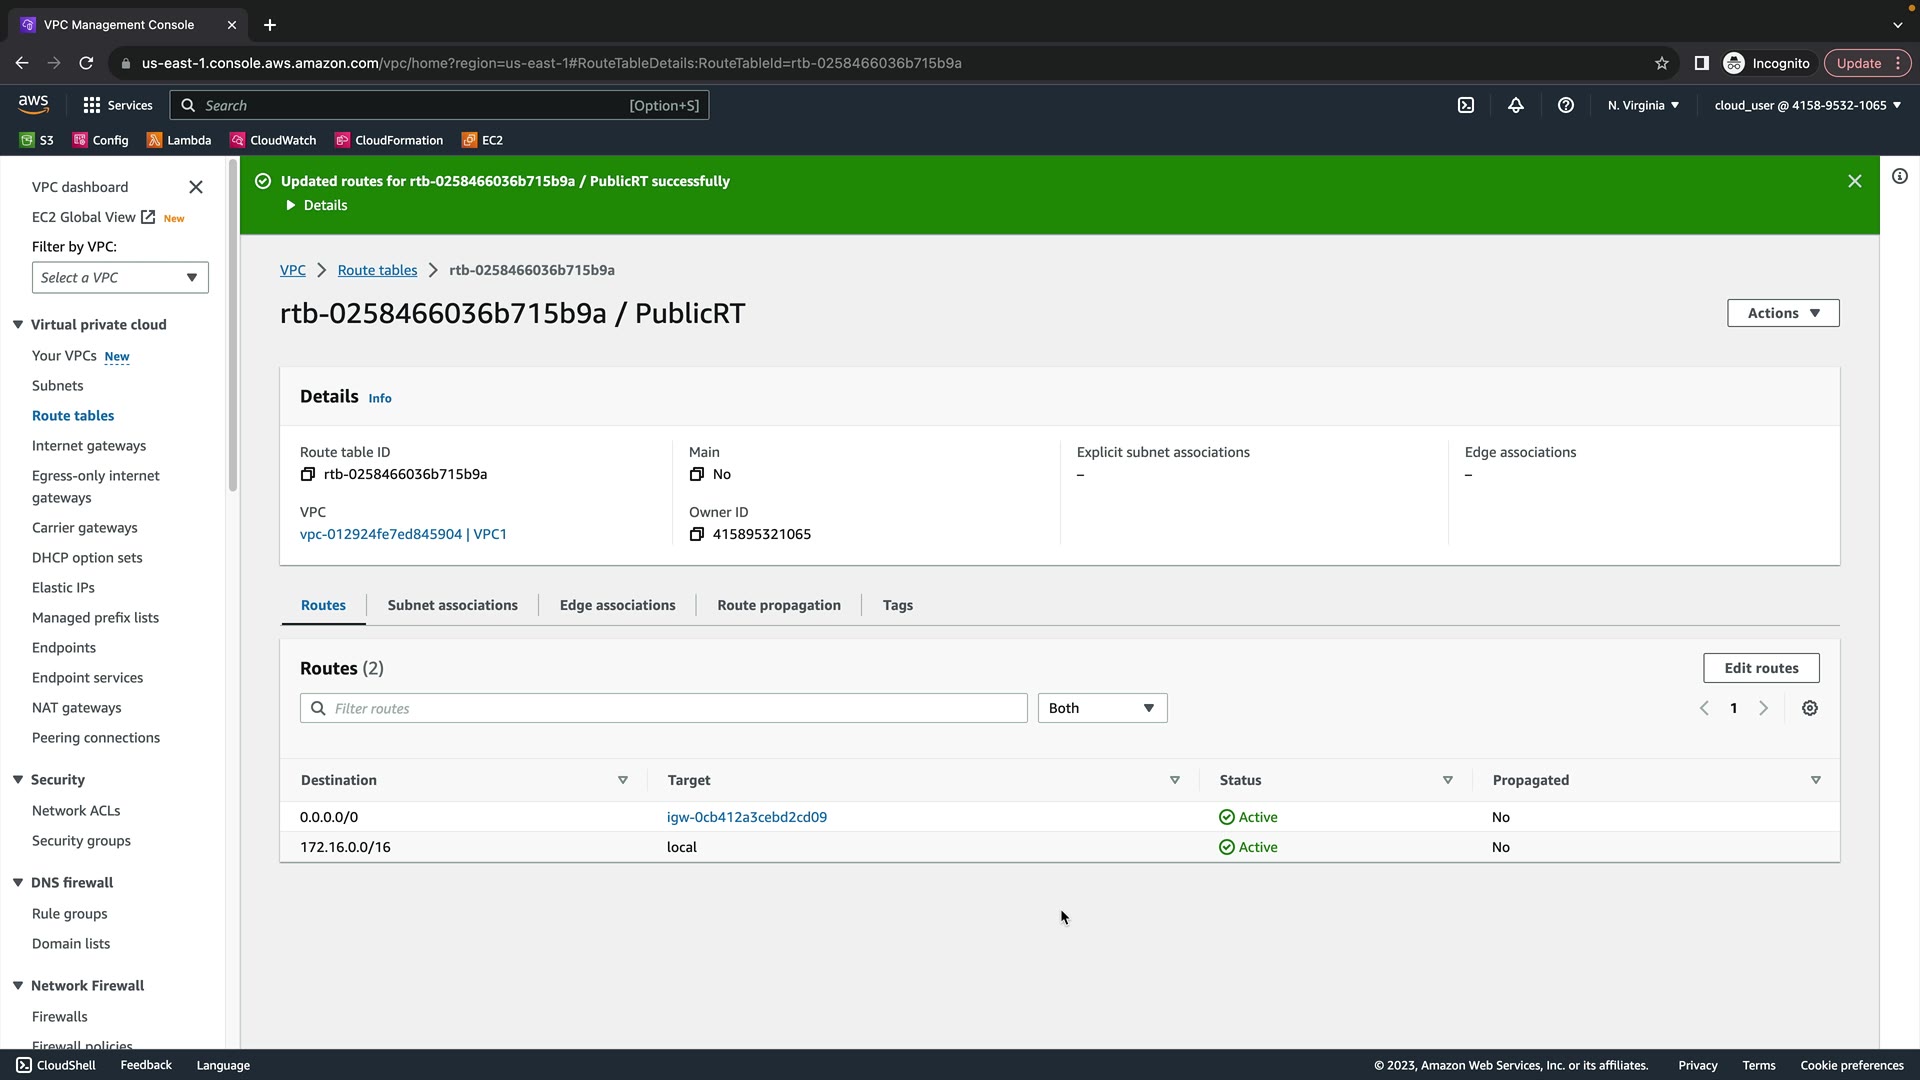 VPC Management Console
us-east-1.console.aws.amazon.com/vpc/home?region=us-east-1#RouteTableDetails:RouteTableId=rtb-0258466036b715b9a
Incognito
Update
aws
Services
Search
[Option+S]
N. Virginia
cloud_user @ 4158-9532-1065
S3
Config
Lambda
CloudWatch
CloudFormation
EC2
VPC dashboard
EC2 Global View
New
Filter by VPC:
Select a VPC
Virtual private cloud
Your VPCs New
Subnets
Route tables
Internet gateways
Egress-only internet
gateways
Carrier gateways
DHCP option sets
Elastic IPs
Managed prefix lists
Endpoints
Endpoint services
NAT gateways
Peering connections
Security
Network ACLs
Security groups
DNS firewall
Rule groups
Domain lists
Network Firewall
Firewalls
Firewall policies
Updated routes for rtb-0258466036b715b9a / PublicRT successfully
Details
VPC
Route tables
rtb-0258466036b715b9a
rtb-0258466036b715b9a / PublicRT
Actions
Details Info
Route table ID
rtb-0258466036b715b9a
Main
No
Explicit subnet associations
–
Edge associations
–
VPC
vpc-012924fe7ed845904 | VPC1
Owner ID
415895321065
Routes
Subnet associations
Edge associations
Route propagation
Tags
Routes (2)
Edit routes
Filter routes
Both
1
Destination Target Status Propagated
0.0.0.0/0 igw-0cb412a3cebd2cd09 Active No
172.16.0.0/16 local Active No
CloudShell
Feedback
Language
© 2023, Amazon Web Services, Inc. or its affiliates.
Privacy
Terms
Cookie preferences